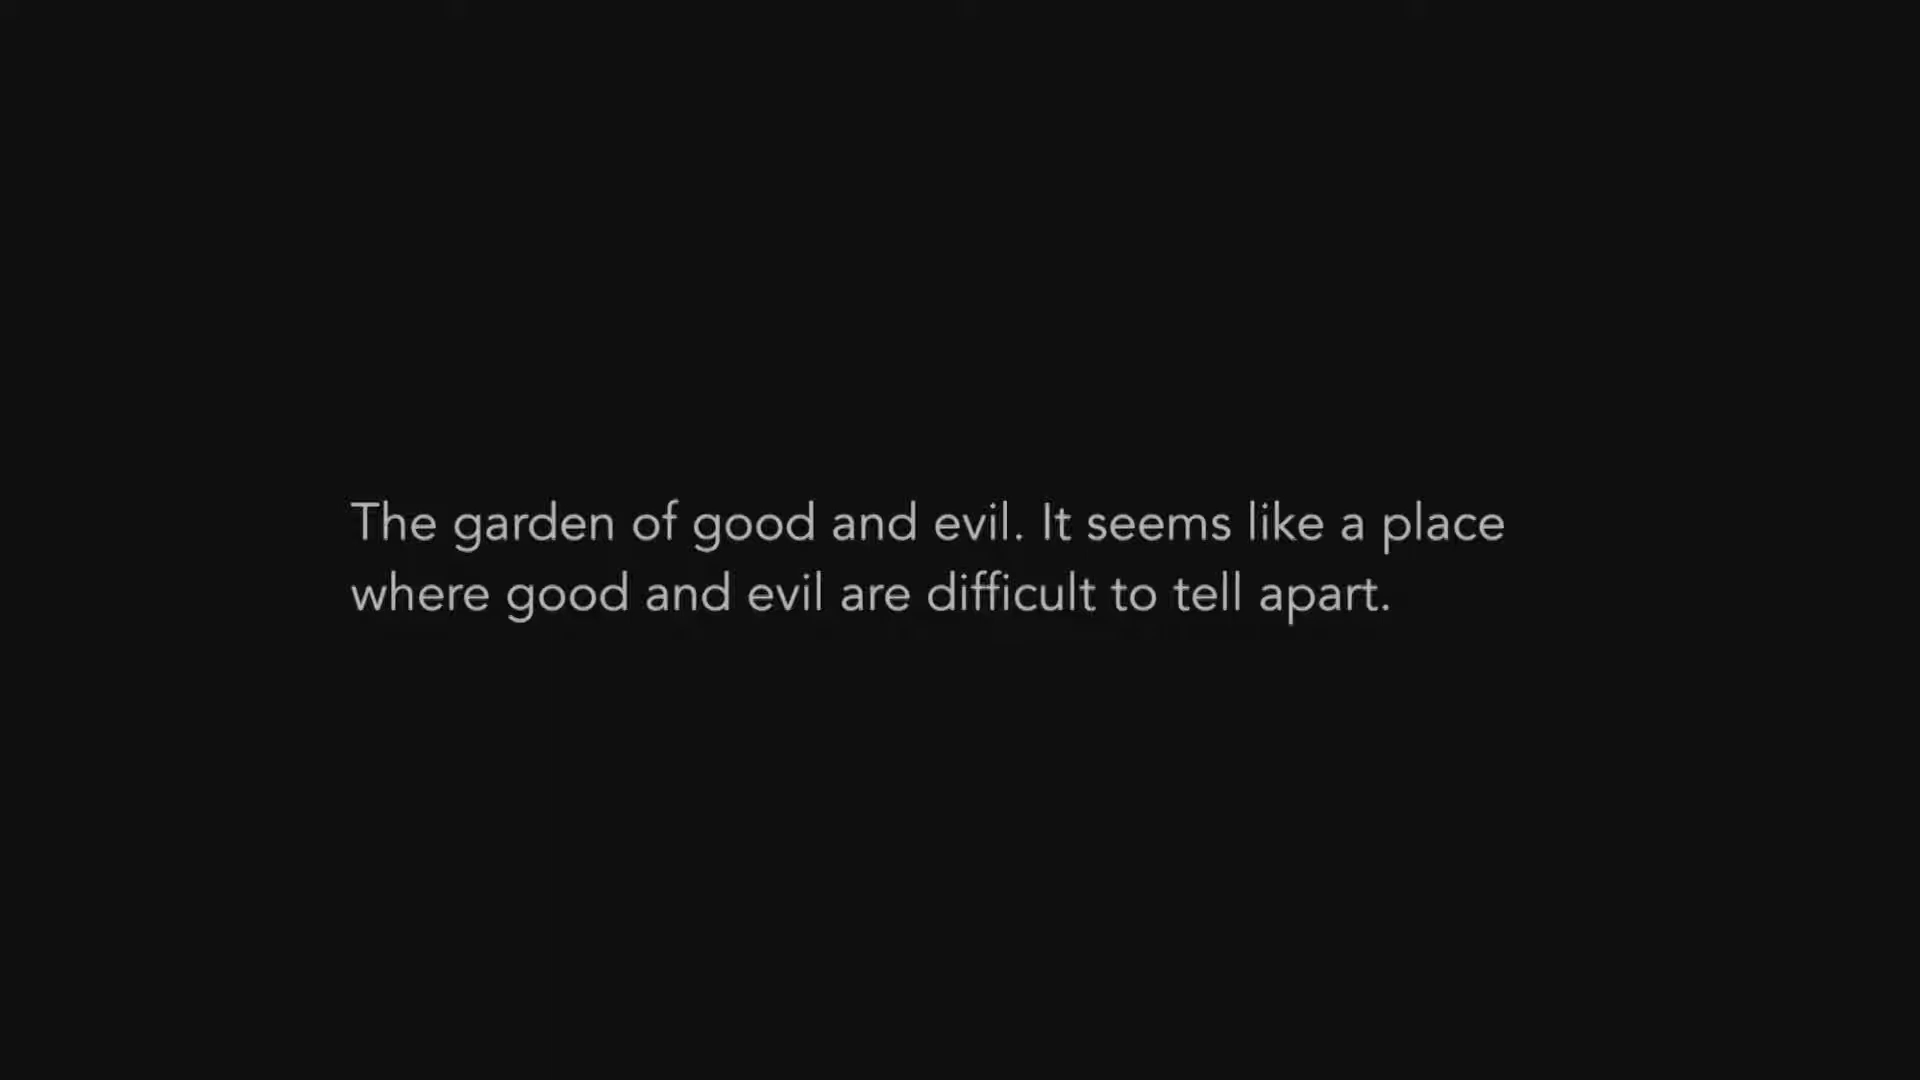 The garden of good and evil. It seems like a place
where good and evil are difficult to tell apart.